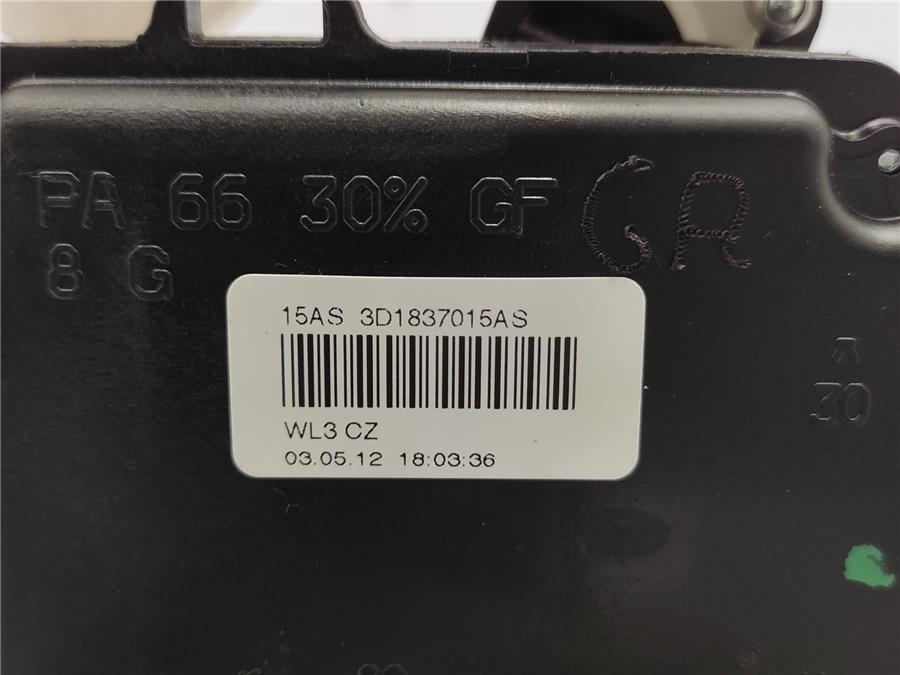 PA 66 30% GF GR
8 G
15AS 3D1837015AS
WL3 CZ
03.05.12 18:03:36
30